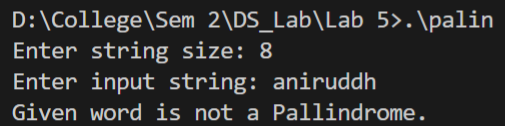 D:\College\Sem 2\DS_Lab\Lab 5>.\palin
Enter string size: 8
Enter input string: aniruddh
Given word is not a Pallindrome.